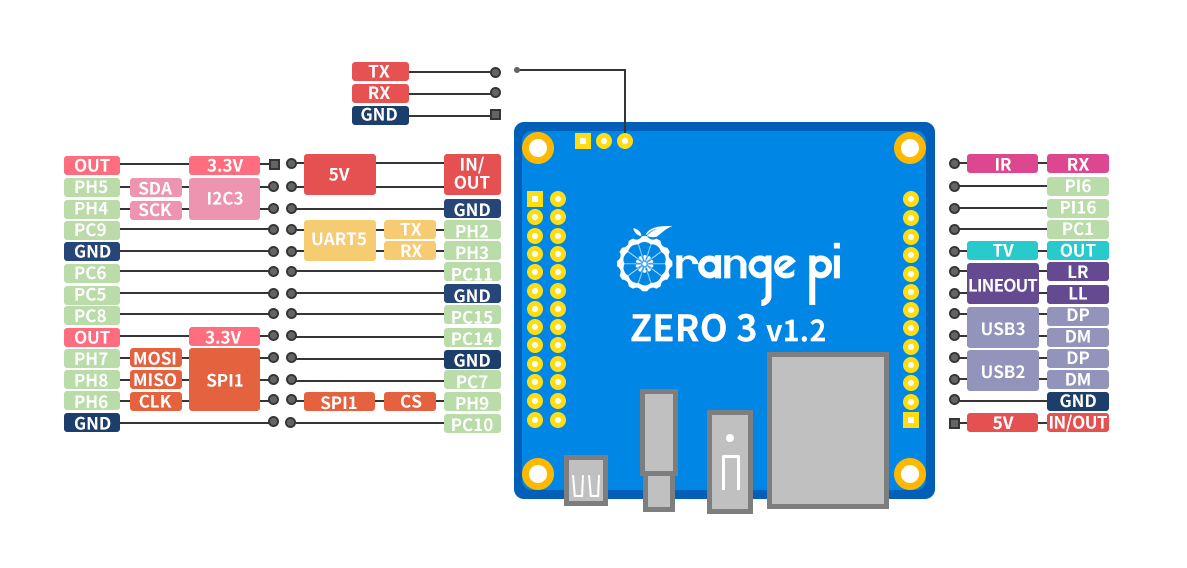 TX
RX
GND
OUT 3.3V
PH5 SDA I2C3
PH4 SCK
PC9
GND
PC6
PC5
PC8
OUT 3.3V
PH7 MOSI SPI1
PH8 MISO
PH6 CLK
GND
5V IN/
OUT
GND
UART5 TX PH2
RX PH3
PC11
GND
PC15
PC14
GND
PC7
SPI1 CS PH9
PC10
Orange pi
ZERO 3 v1.2
IR RX
PI6
PI16
PC1
TV OUT
LINEOUT LR
LL
USB3 DP
DM
USB2 DP
DM
GND
5V IN/OUT